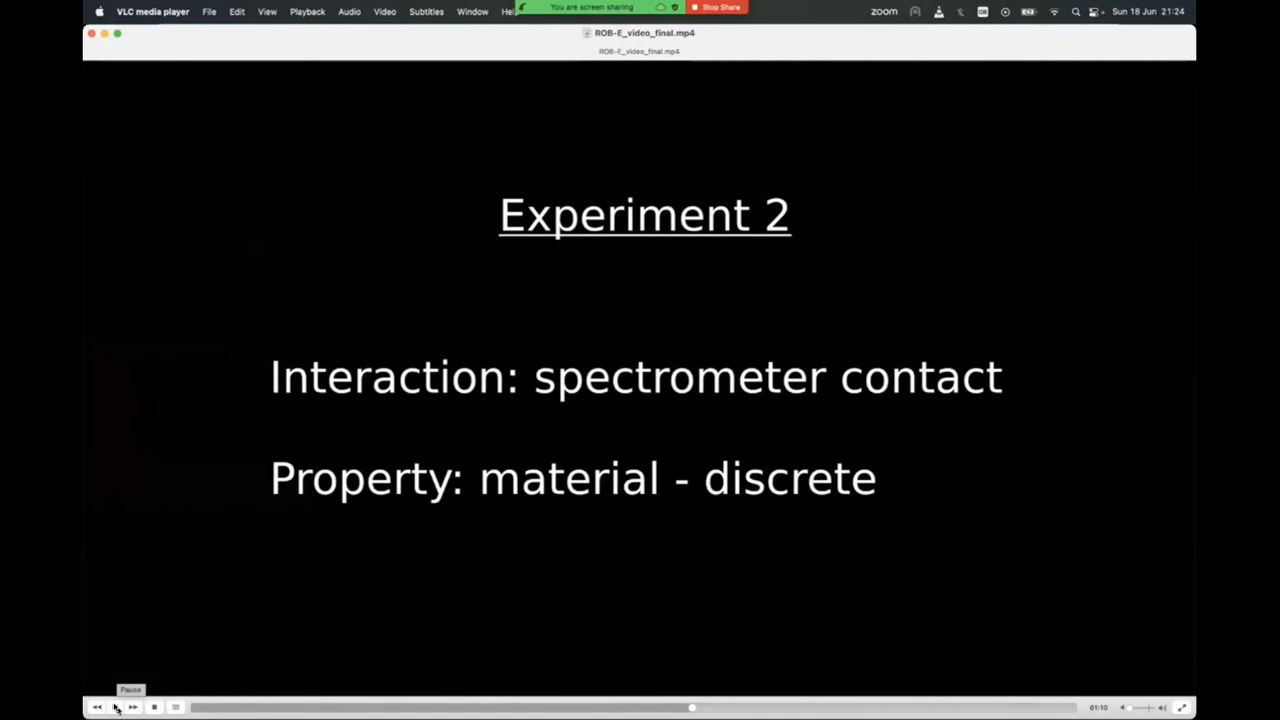 VLC media player File Edit View Playback Audio Video Subtitles Window Hel You are screen sharing Stop Share zoom Sun 18 Jun 21:24
ROB-E_video_final.mp4
ROB-E_video_final.mp4
Experiment 2
Interaction: spectrometer contact
Property: material - discrete
Pause
01:10